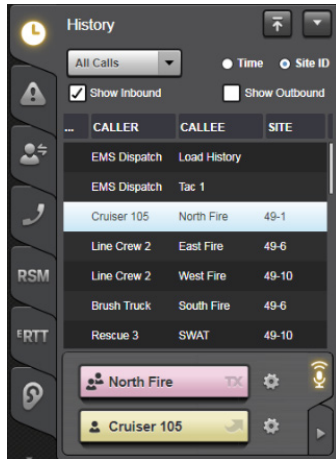 History
All Calls
Time
Site ID
Show Inbound
Show Outbound
... CALLER CALLEE SITE
EMS Dispatch Load History
EMS Dispatch Tac 1
Cruiser 105 North Fire 49-1
Line Crew 2 East Fire 49-6
Line Crew 2 West Fire 49-10
Brush Truck South Fire 49-6
Rescue 3 SWAT 49-10
RSM
ERTT
North Fire TX
Cruiser 105